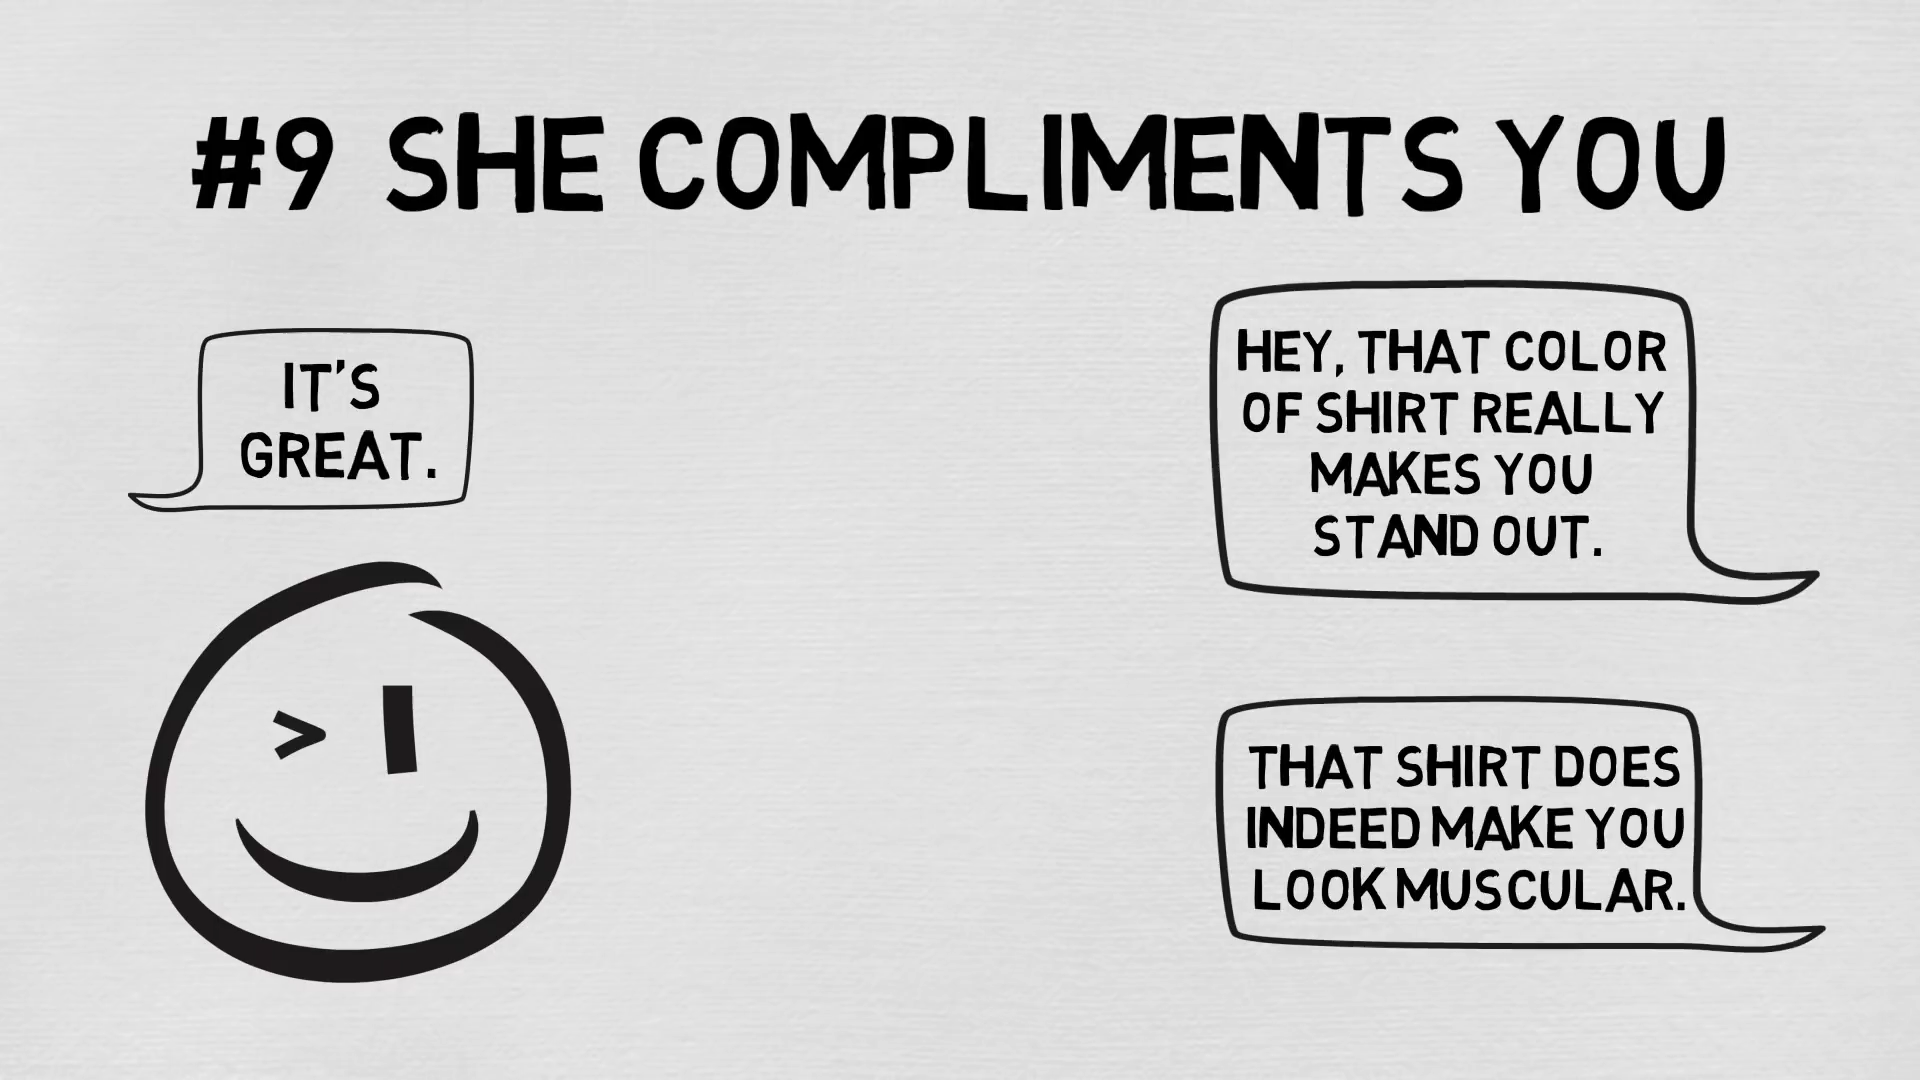 #9 SHE COMPLIMENTS YOU
IT'S
GREAT.
HEY, THAT COLOR
OF SHIRT REALLY
MAKES YOU
STAND OUT.
THAT SHIRT DOES
INDEED MAKE YOU
LOOK MUSCULAR.